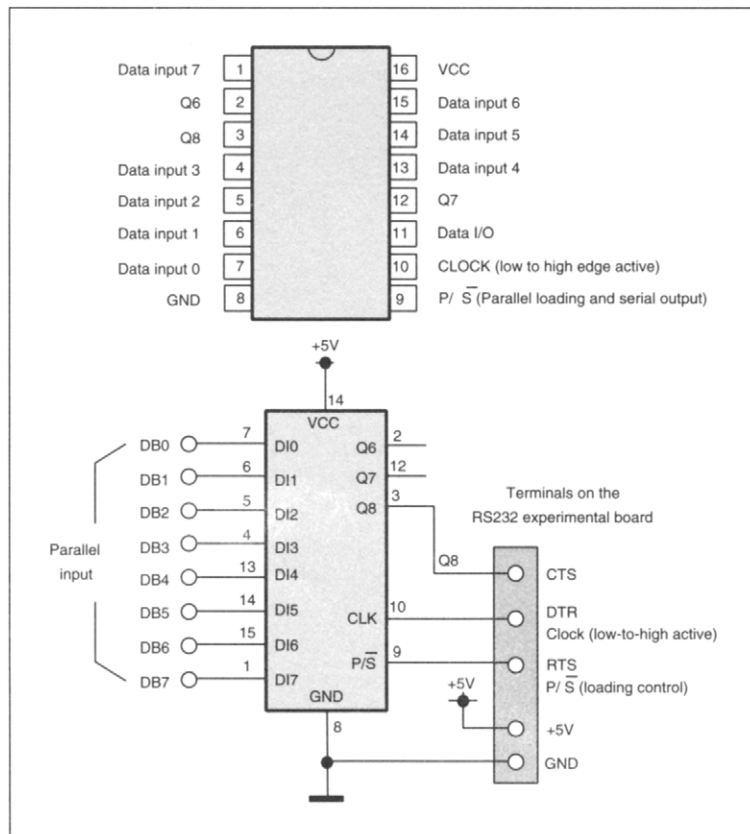 Data input 7 1 16 VCC
Q6 2 15 Data input 6
Q8 3 14 Data input 5
Data input 3 4 13 Data input 4
Data input 2 5 12 Q7
Data input 1 6 11 Data I/O
Data input 0 7 10 CLOCK (low to high edge active)
GND 8 9 P/ S̅ (Parallel loading and serial output)
+5V
14
VCC
DB0 7 DI0 Q6 2
DB1 6 DI1 Q7 12
DB2 5 DI2 Q8 3
DB3 4 DI3
DB4 13 DI4
DB5 14 DI5 CLK 10
DB6 15 DI6 P/S̅ 9
DB7 1 DI7
GND
8
Parallel
input
Terminals on the
RS232 experimental board
Q8
CTS
DTR
Clock (low-to-high active)
RTS
P/ S̅ (loading control)
+5V
+5V
GND